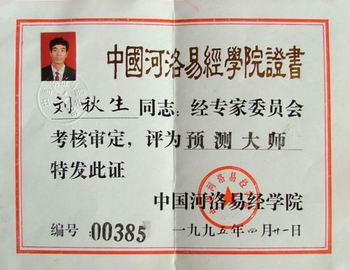 中國河洛易經學院證書
刘秋生同志，经专家委员会
考核审定，评为预测大师
特发此证
中国河洛易经学院
编号：00385 一九九五年四月廿一日